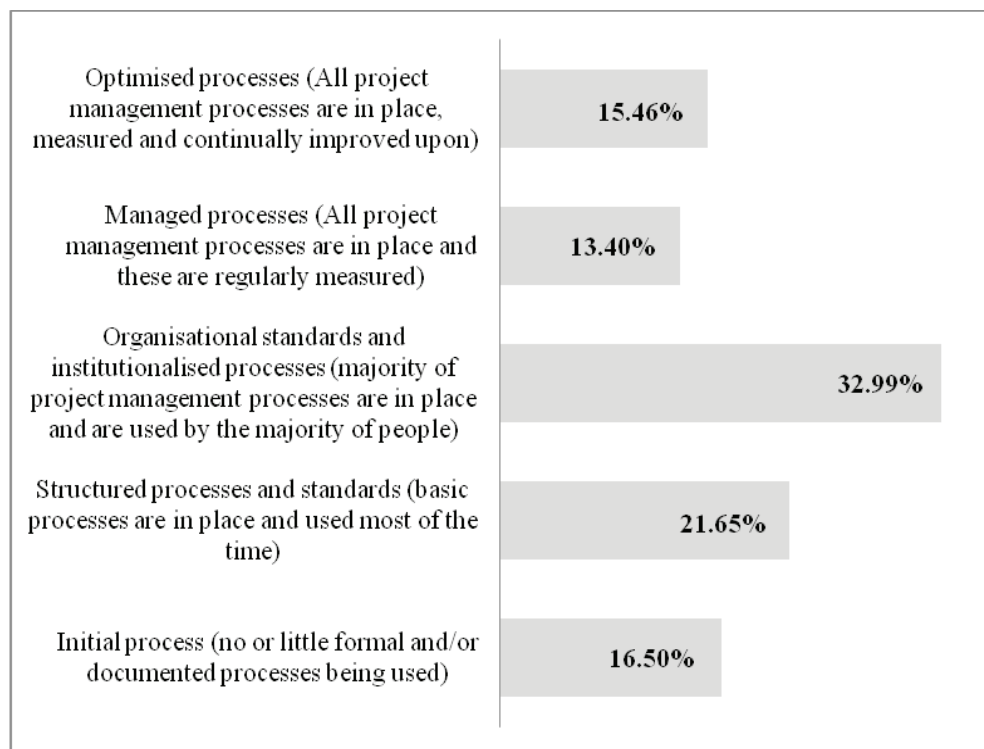 Optimised processes (All project
management processes are in place,
measured and continually improved upon)
15.46%
Managed processes (All project
management processes are in place and
these are regularly measured)
13.40%
Organisational standards and
institutionalised processes (majority of
project management processes are in place
and are used by the majority of people)
32.99%
Structured processes and standards (basic
processes are in place and used most of the
time)
21.65%
Initial process (no or little formal and/or
documented processes being used)
16.50%